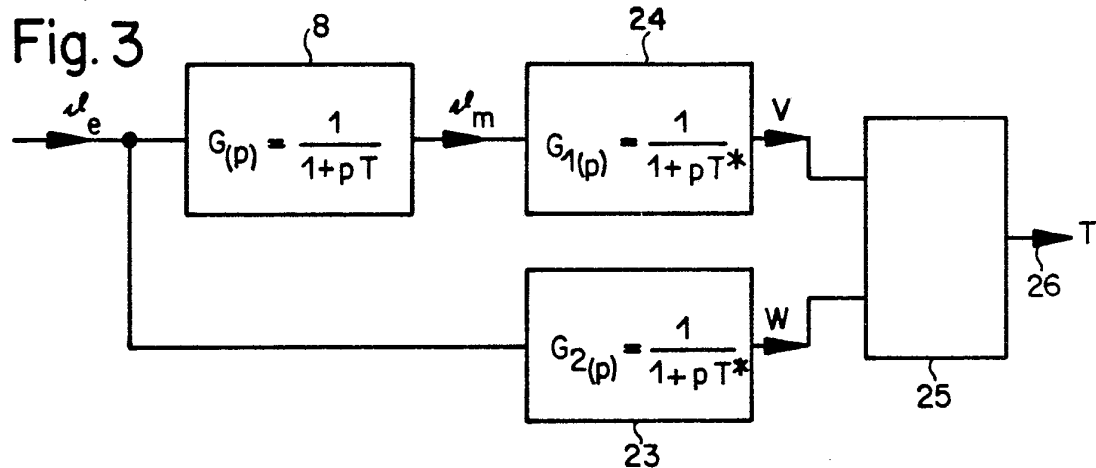 Fig. 3
8
24
ϑe
G(p) = 1/(1+pT)
ϑm
G1(p) = 1/(1+pT*)
V
T
26
G2(p) = 1/(1+pT*)
W
25
23